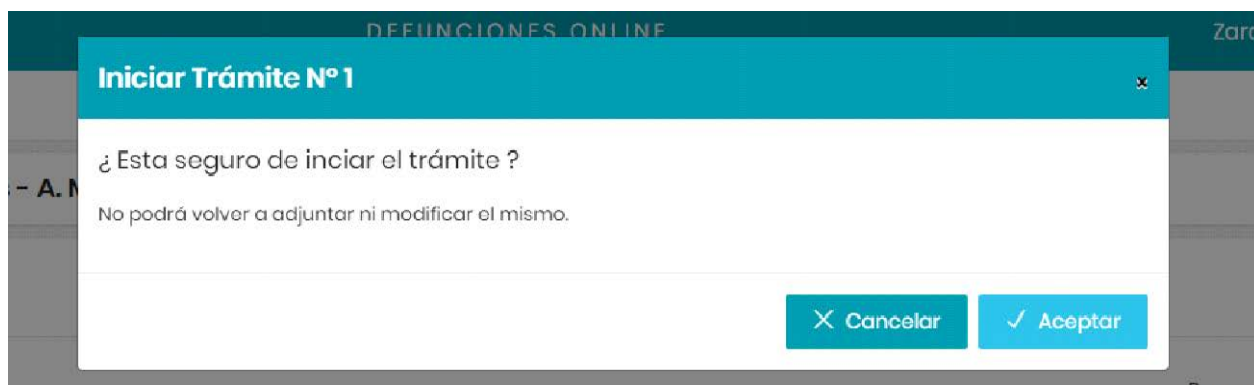 DEFUNCIONES ONLINE
Iniciar Trámite Nº 1
¿ Esta seguro de inciar el trámite ?
- A.
No podrá volver a adjuntar ni modificar el mismo.
Cancelar
Aceptar